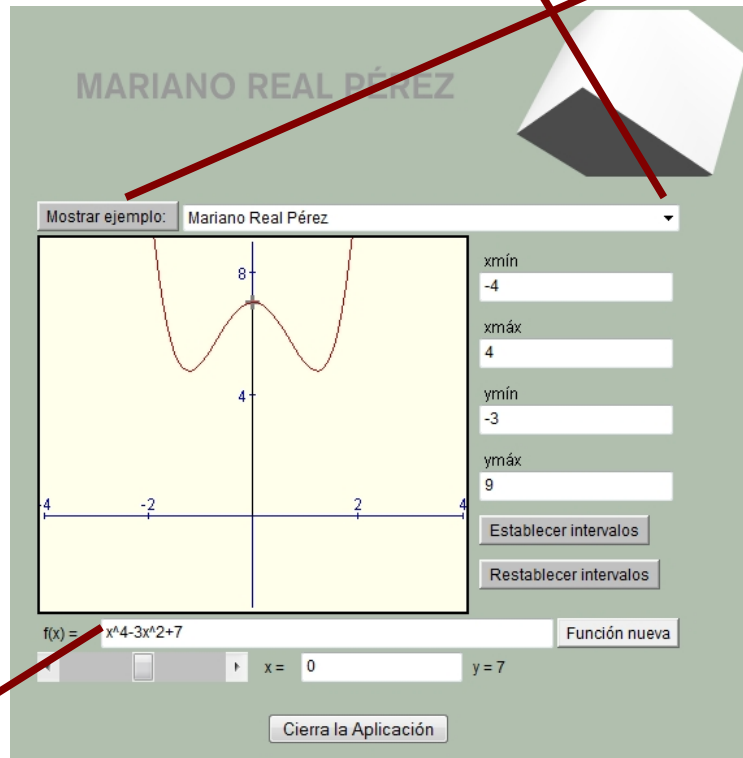 MARIANO REAL PÉREZ
Mostrar ejemplo: Mariano Real Pérez
8
4
4 -2 2 4
xmín
-4
xmáx
4
ymín
-3
ymáx
9
Establecer intervalos
Restablecer intervalos
f(x) = x^4-3x^2+7 Función nueva
x = 0 y = 7
Cierra la Aplicación